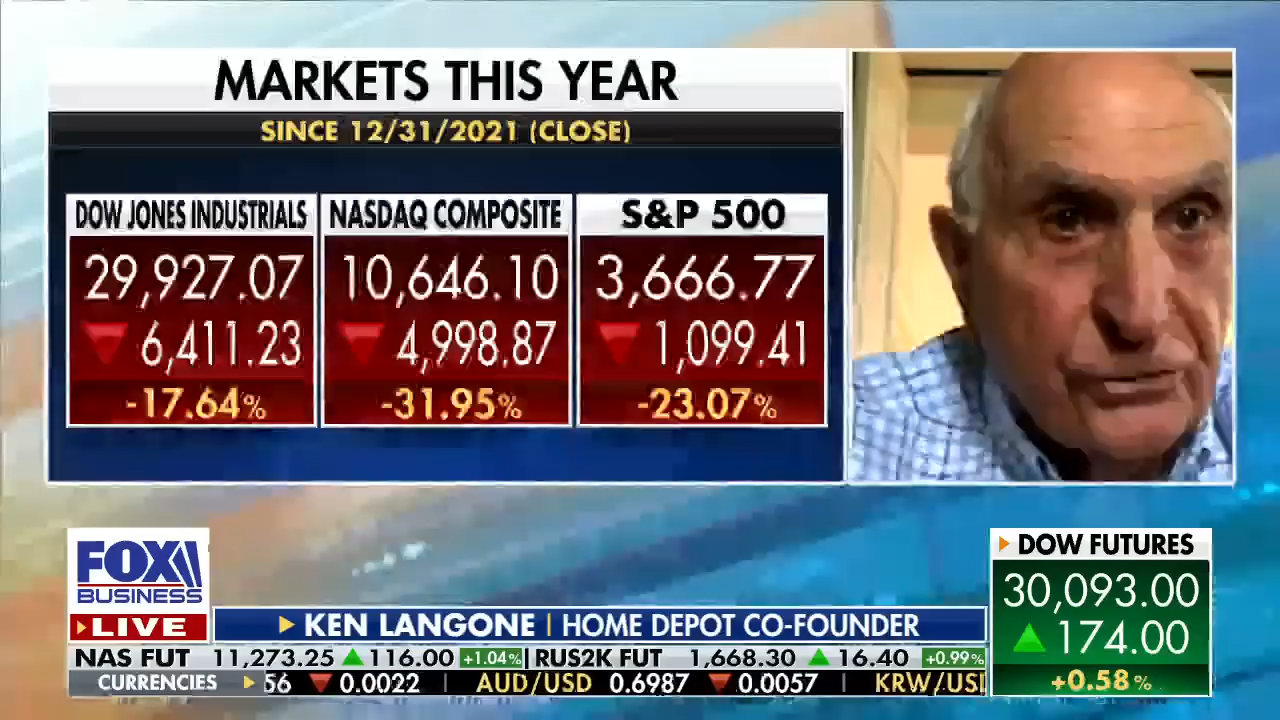 MARKETS THIS YEAR
SINCE 12/31/2021 (CLOSE)
DOW JONES INDUSTRIALS
29,927.07
6,411.23
-17.64%
NASDAQ COMPOSITE
10,646.10
4,998.87
-31.95%
S&P 500
3,666.77
1,099.41
-23.07%
FOX
BUSINESS
LIVE
KEN LANGONE | HOME DEPOT CO-FOUNDER
DOW FUTURES
30,093.00
174.00
+0.58%
NAS FUT 11,273.25 116.00 +1.04% RUS2K FUT 1,668.30 16.40 +0.99%
CURRENCIES 56 0.0022 | AUD/USD 0.6987 0.0057 | KRW/USD